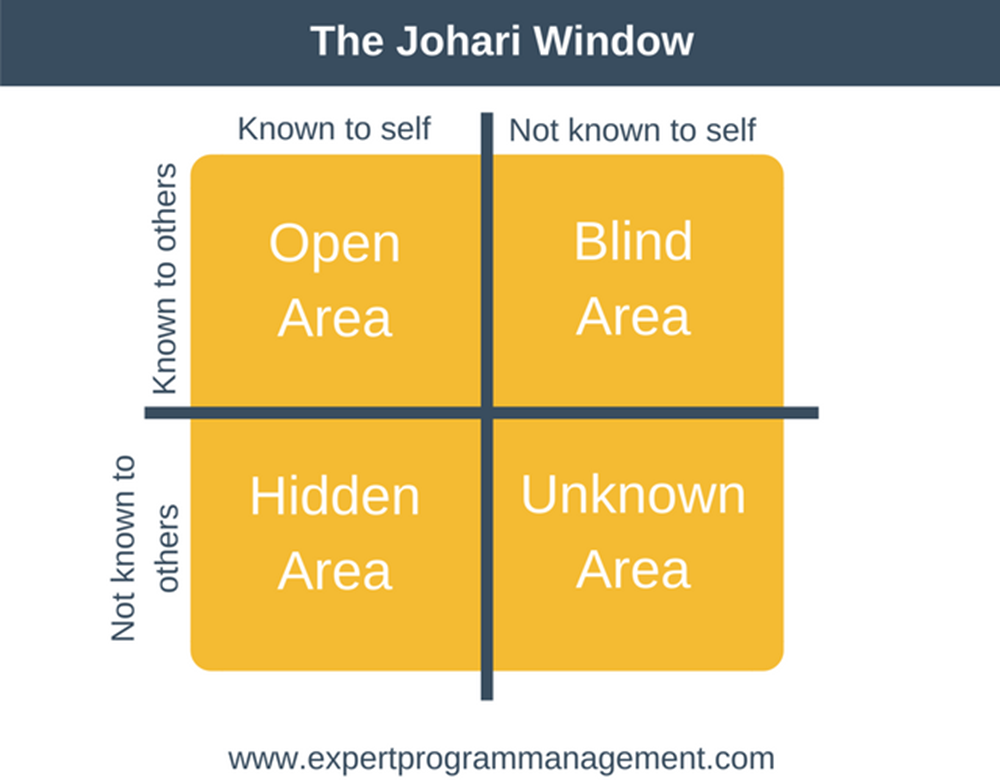 The Johari Window
Known to self
Not known to self
Known to others
Open
Area
Blind
Area
Not known to
others
Hidden
Area
Unknown
Area
www.expertprogrammanagement.com